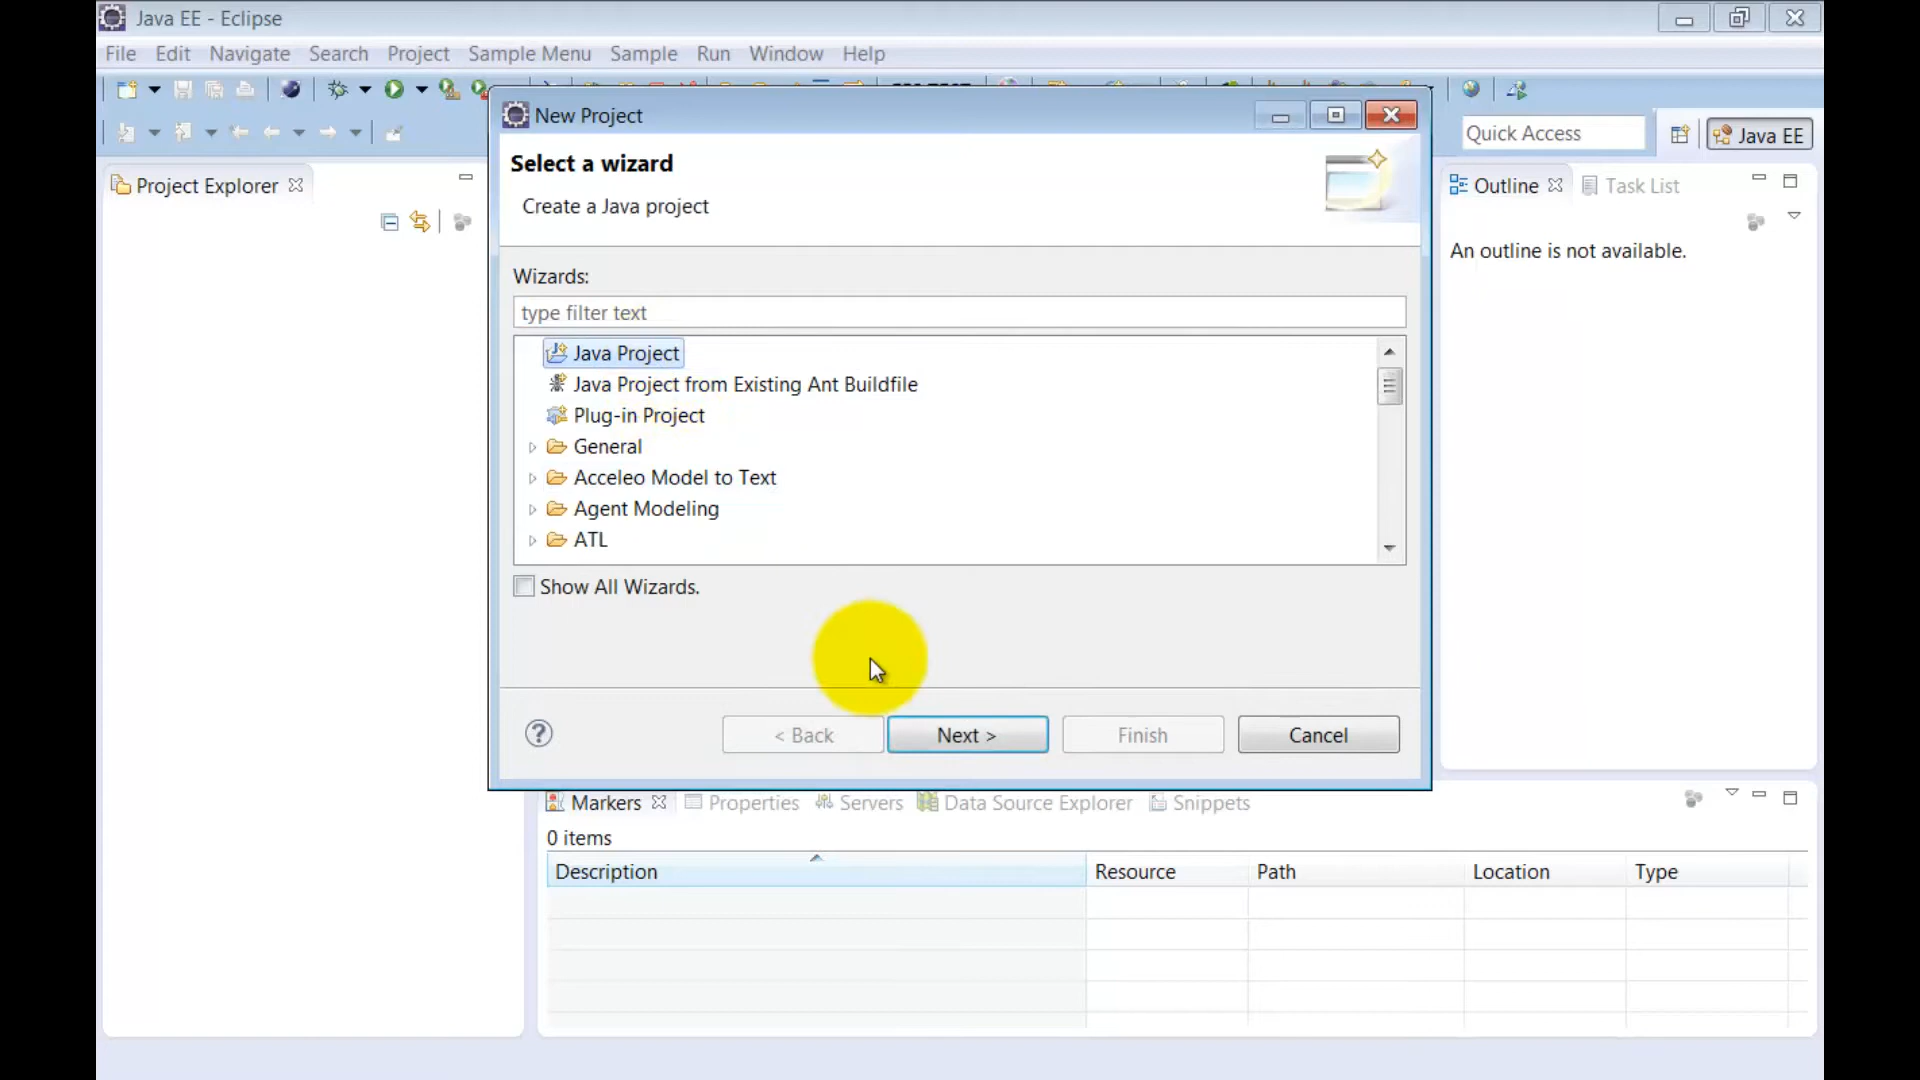 Java EE - Eclipse
File Edit Navigate Search Project Sample Menu Sample Run Window Help
Quick Access
Java EE
New Project
Select a wizard
Create a Java project
Wizards:
type filter text
Java Project
Java Project from Existing Ant Buildfile
Plug-in Project
General
Acceleo Model to Text
Agent Modeling
ATL
Show All Wizards.
< Back
Next >
Finish
Cancel
Project Explorer
Outline
Task List
An outline is not available.
Markers Properties Servers Data Source Explorer Snippets
0 items
Description Resource Path Location Type